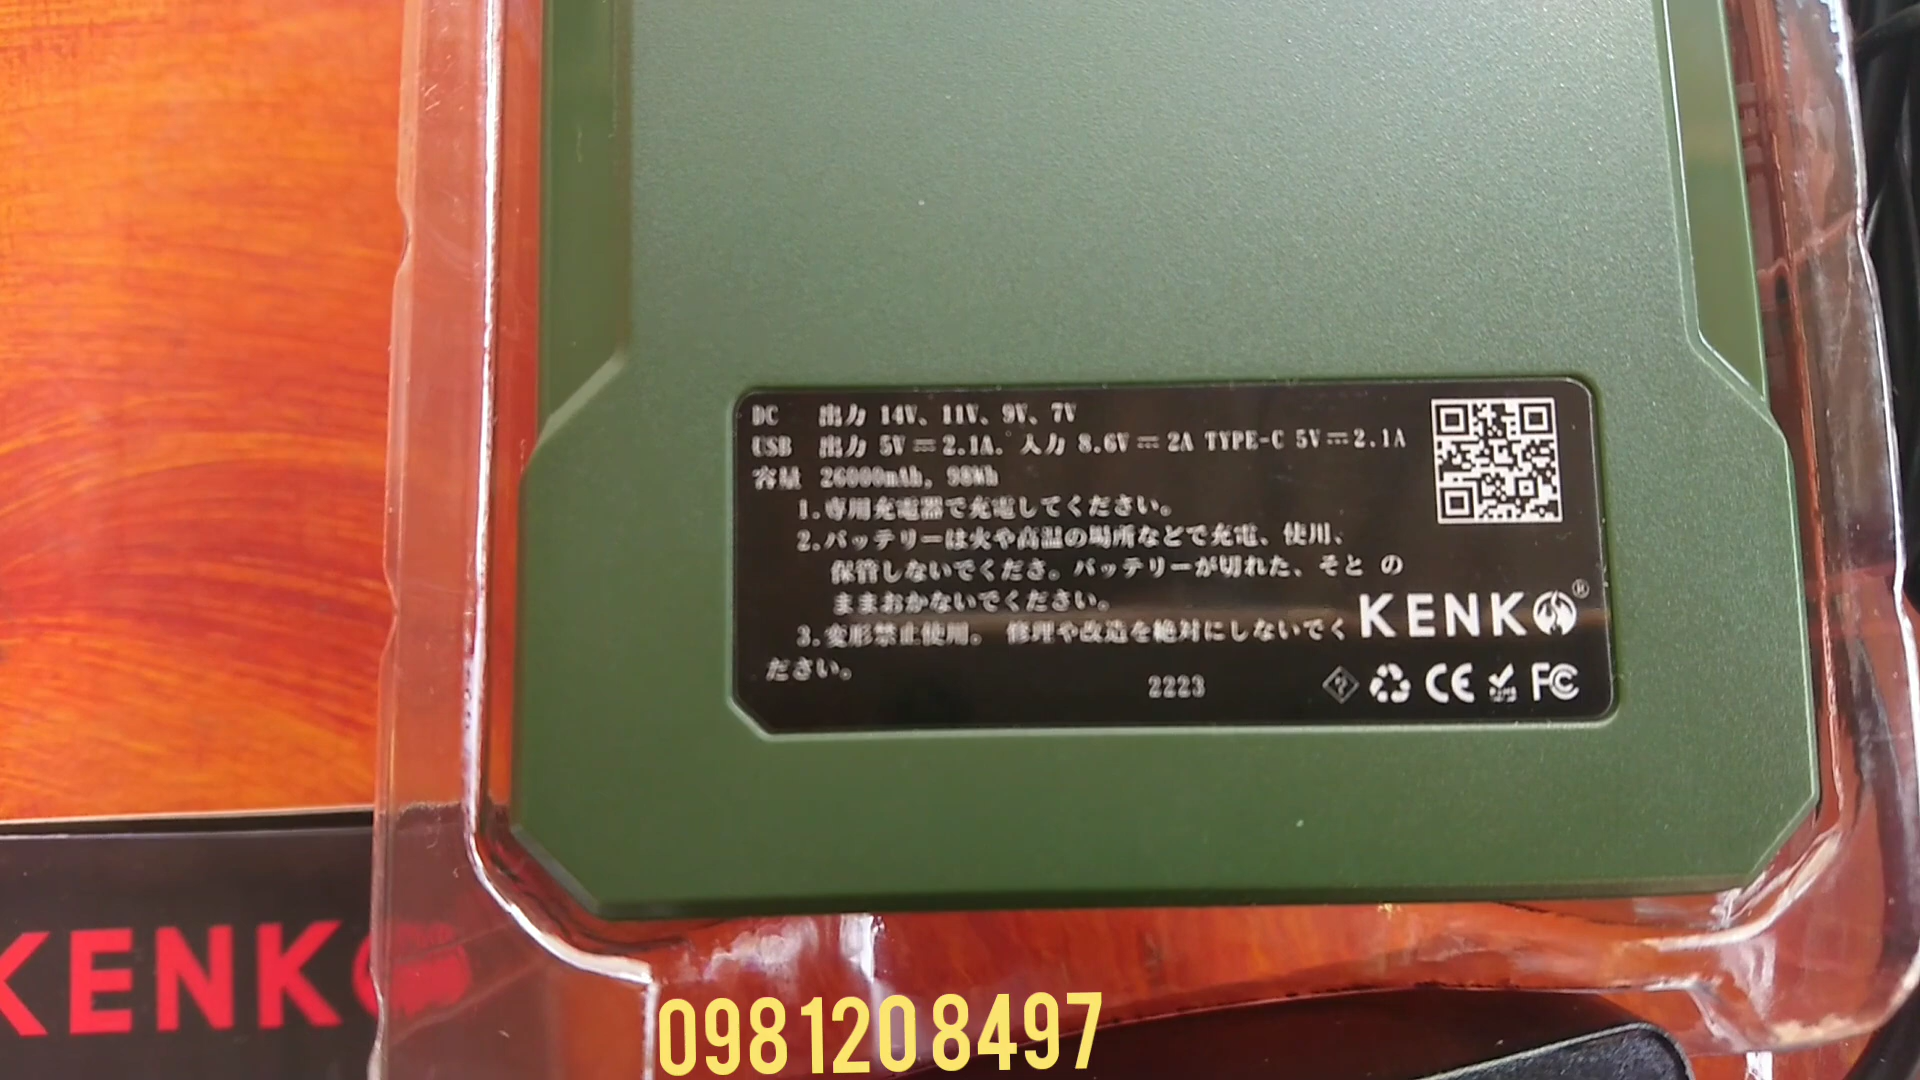 DC 出力 14V、11V、9V、7V
USB 出力 5V⎓2.1A. 入力 8.6V⎓2A TYPE-C 5V⎓2.1A
容量 26000mAh, 98Wh
1.専用充電器で充電してください。
2.バッテリーは火や高温の場所などで充電、使用、
保管しないでくださ。バッテリーが切れた、そと の
ままおかないでください。
3.変形禁止使用。 修理や改造を絶対にしないでく
ださい。
KENKO®
2223
CE FC
KENKO
0981208497